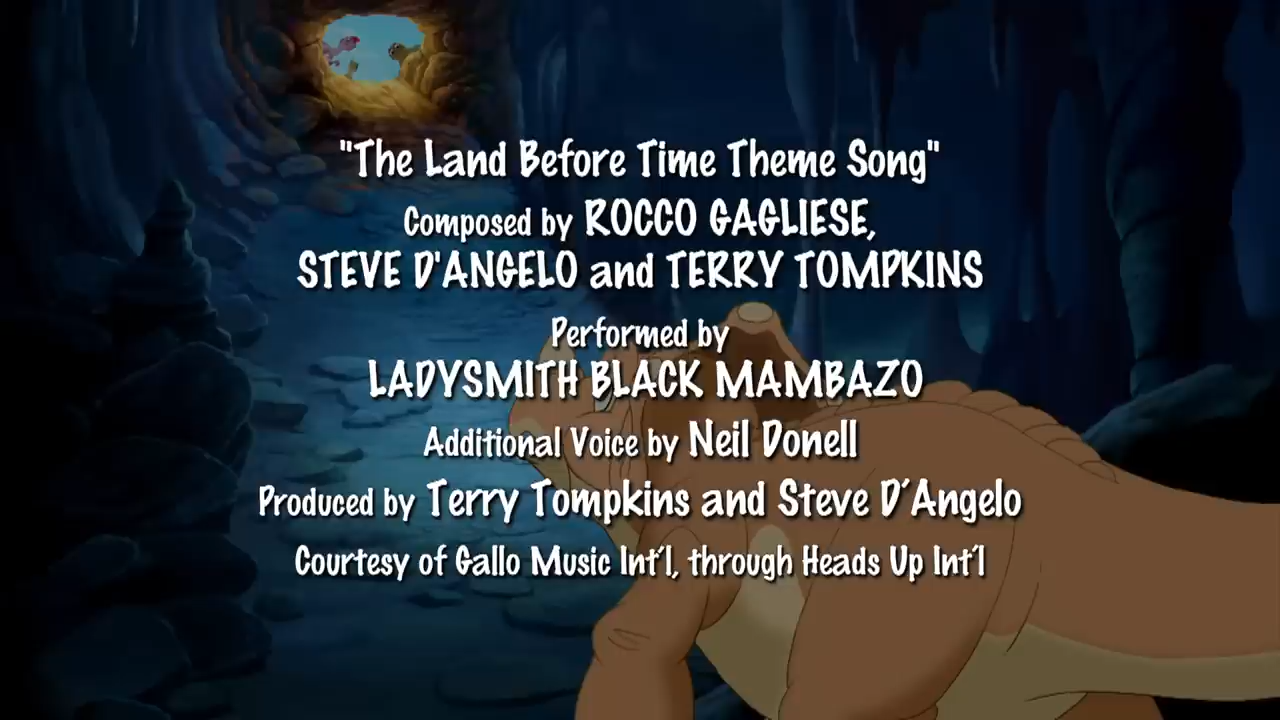 "The Land Before Time Theme Song"
Composed by ROCCO GAGLIESE,
STEVE D'ANGELO and TERRY TOMPKINS
Performed by
LADYSMITH BLACK MAMBAZO
Additional Voice by Neil Donell
Produced by Terry Tompkins and Steve D´Angelo
Courtesy of Gallo Music Int´l, through Heads Up Int´l